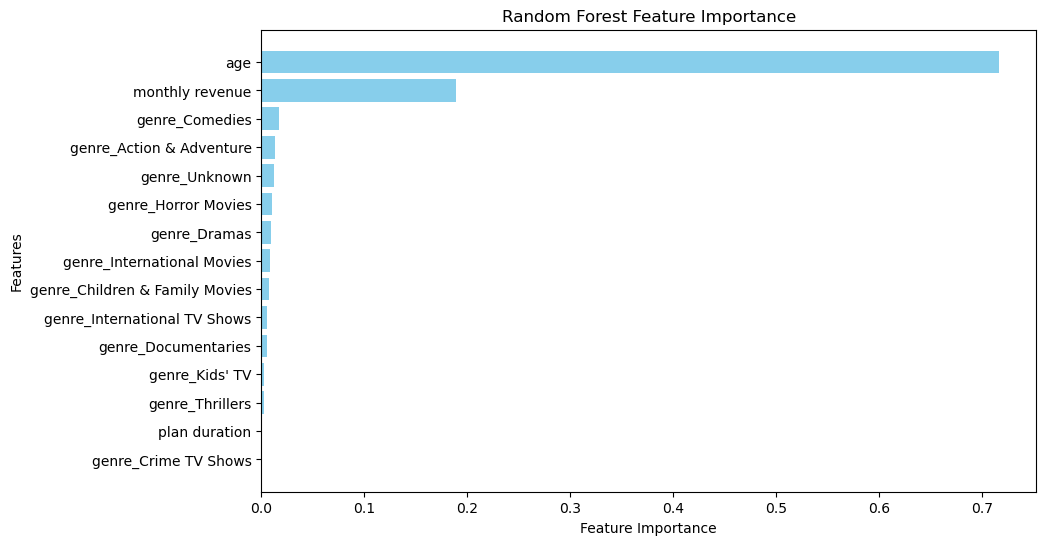 Random Forest Feature Importance
age
monthly revenue
genre_Comedies
genre_Action & Adventure
genre_Unknown
genre_Horror Movies
genre_Dramas
genre_International Movies
genre_Children & Family Movies
genre_International TV Shows
genre_Documentaries
genre_Kids' TV
genre_Thrillers
plan duration
genre_Crime TV Shows
Features
0.0 0.1 0.2 0.3 0.4 0.5 0.6 0.7
Feature Importance